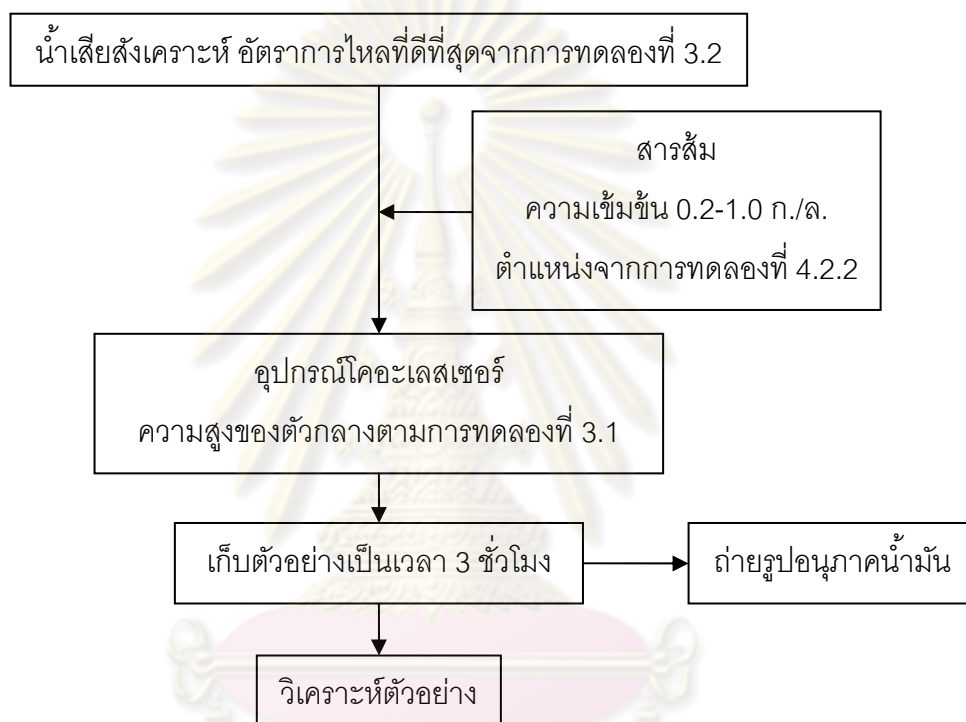 น้ำเสียสังเคราะห์ อัตราการไหลที่ดีที่สุดจากการทดลองที่ 3.2
สารส้ม
ความเข้มข้น 0.2-1.0 ก./ล.
ตำแหน่งจากการทดลองที่ 4.2.2
อุปกรณ์โคอะเลสเซอร์
ความสูงของตัวกลางตามการทดลองที่ 3.1
เก็บตัวอย่างเป็นเวลา 3 ชั่วโมง
ถ่ายรูปอนุภาคน้ำมัน
วิเคราะห์ตัวอย่าง